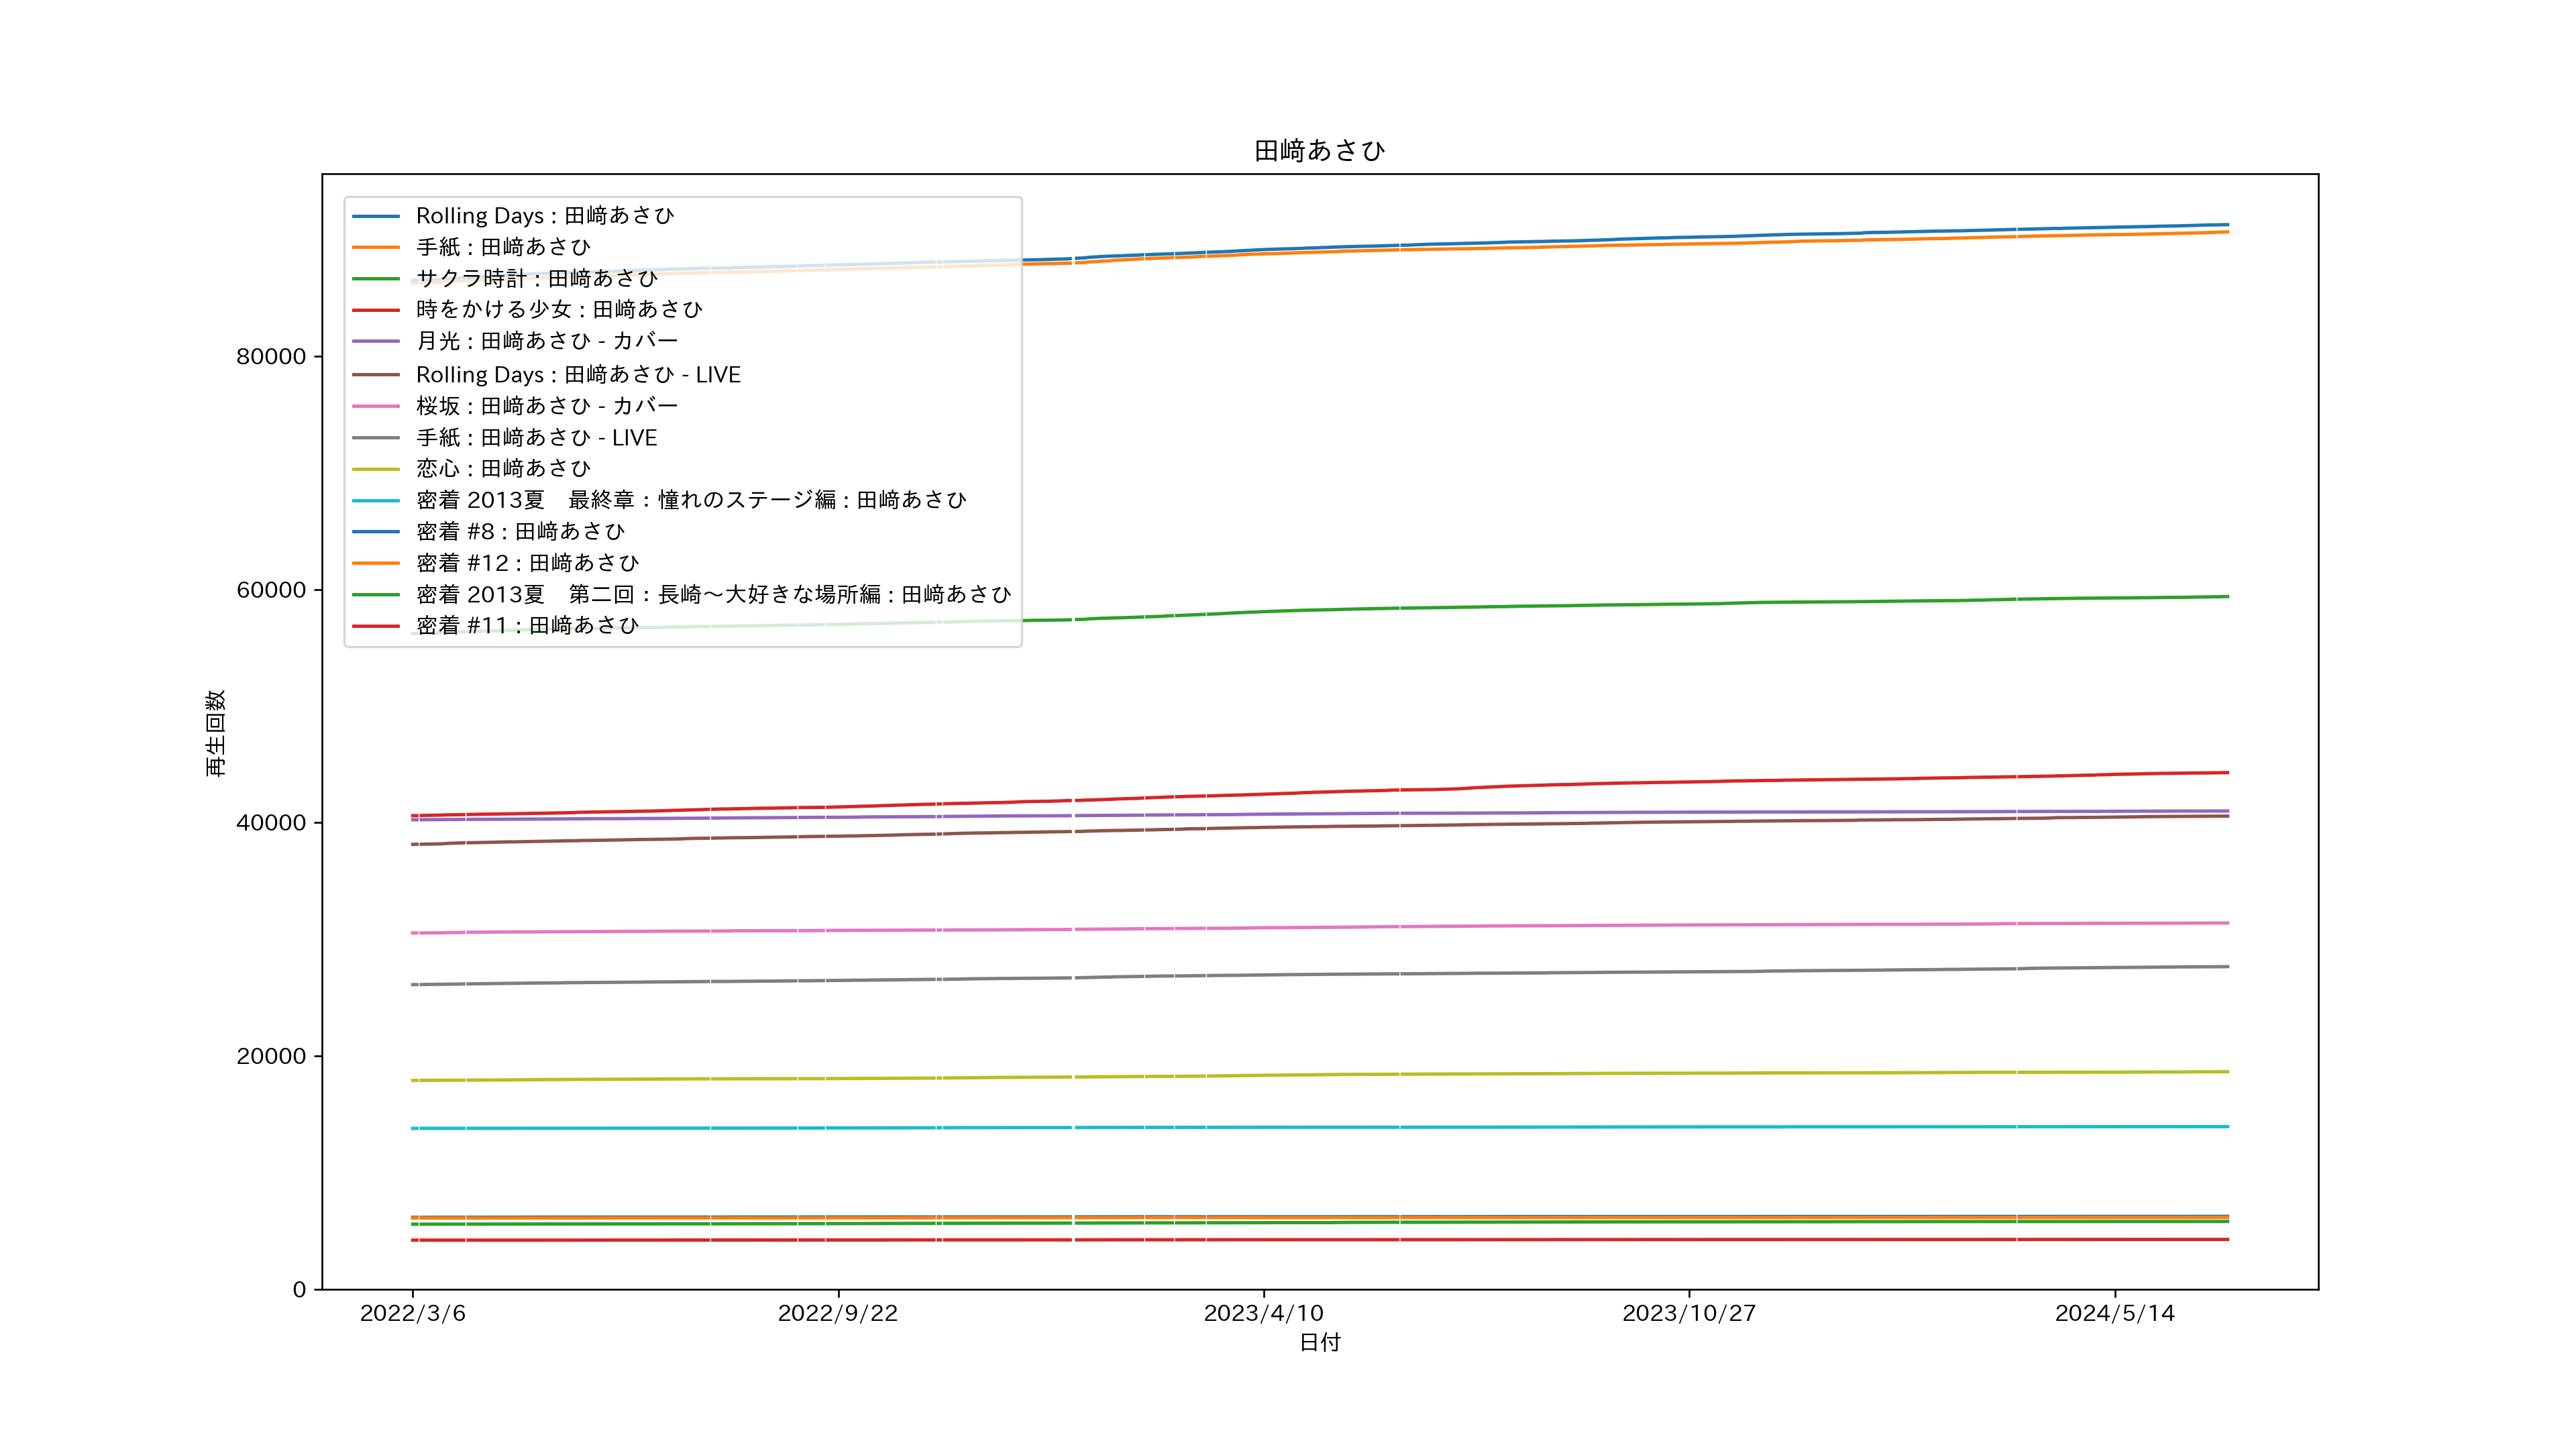 田﨑あさひ
Rolling Days : 田﨑あさひ
手紙 : 田﨑あさひ
サクラ時計 : 田﨑あさひ
時をかける少女 : 田﨑あさひ
月光 : 田﨑あさひ - カバー
Rolling Days : 田﨑あさひ - LIVE
桜坂 : 田﨑あさひ - カバー
手紙 : 田﨑あさひ - LIVE
恋心 : 田﨑あさひ
密着 2013夏　最終章：憧れのステージ編 : 田﨑あさひ
密着 #8 : 田﨑あさひ
密着 #12 : 田﨑あさひ
密着 2013夏　第二回：長崎～大好きな場所編 : 田﨑あさひ
密着 #11 : 田﨑あさひ
再生回数
80000
60000
40000
20000
0
2022/3/6 2022/9/22 2023/4/10 2023/10/27 2024/5/14
日付